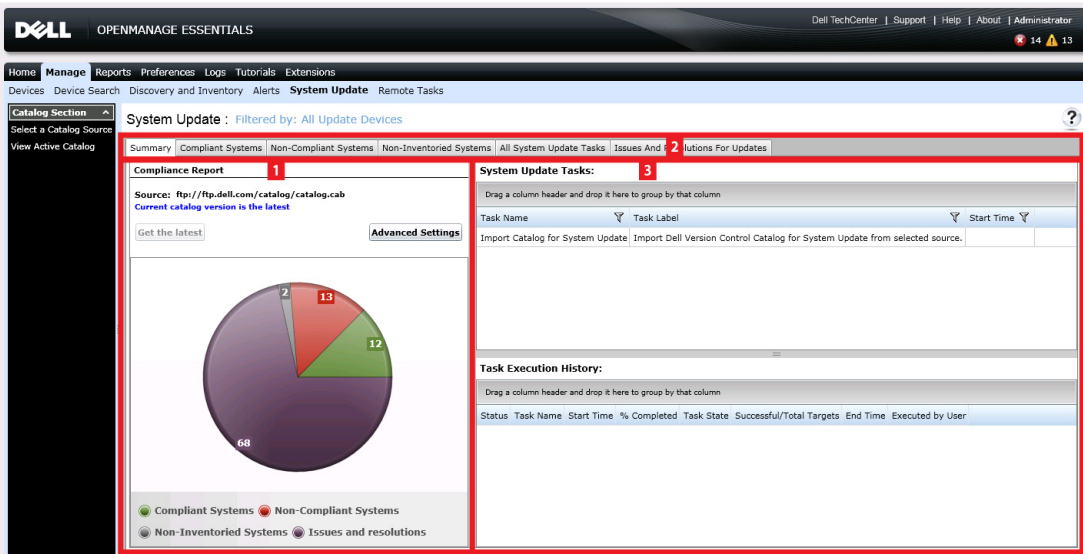 DELL OPENMANAGE ESSENTIALS
Dell TechCenter | Support | Help | About | Administrator
14 13
Home Manage Reports Preferences Logs Tutorials Extensions
Devices Device Search Discovery and Inventory Alerts System Update Remote Tasks
Catalog Section
Select a Catalog Source
View Active Catalog
System Update : Filtered by: All Update Devices
?
Summary Compliant Systems Non-Compliant Systems Non-Inventoried Systems All System Update Tasks Issues And 2 lutions For Updates
Compliance Report 1
Source: ftp://ftp.dell.com/catalog/catalog.cab
Current catalog version is the latest
Get the latest Advanced Settings
2
13
12
68
Compliant Systems Non-Compliant Systems
Non-Inventoried Systems Issues and resolutions
System Update Tasks: 3
Drag a column header and drop it here to group by that column
Task Name Task Label Start Time
Import Catalog for System Update Import Dell Version Control Catalog for System Update from selected source.
Task Execution History:
Drag a column header and drop it here to group by that column
Status Task Name Start Time % Completed Task State Successful/Total Targets End Time Executed by User